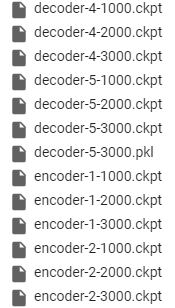 decoder-4-1000.ckpt
decoder-4-2000.ckpt
decoder-4-3000.ckpt
decoder-5-1000.ckpt
decoder-5-2000.ckpt
decoder-5-3000.ckpt
decoder-5-3000.pkl
encoder-1-1000.ckpt
encoder-1-2000.ckpt
encoder-1-3000.ckpt
encoder-2-1000.ckpt
encoder-2-2000.ckpt
encoder-2-3000.ckpt